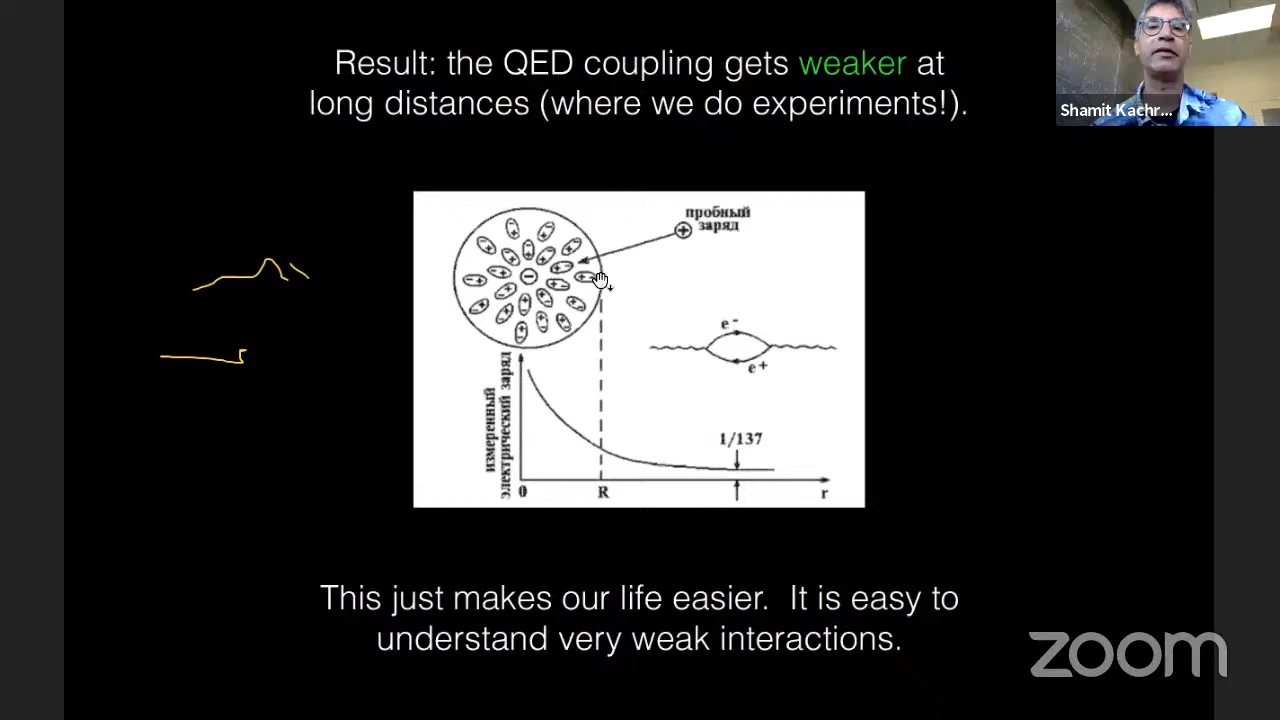 Result: the QED coupling gets weaker at
long distances (where we do experiments!).
Shamit Kachr...
пробный
заряд
e-
e+
измеренный
электрический заряд
1/137
0
R
r
This just makes our life easier. It is easy to
understand very weak interactions.
zoom